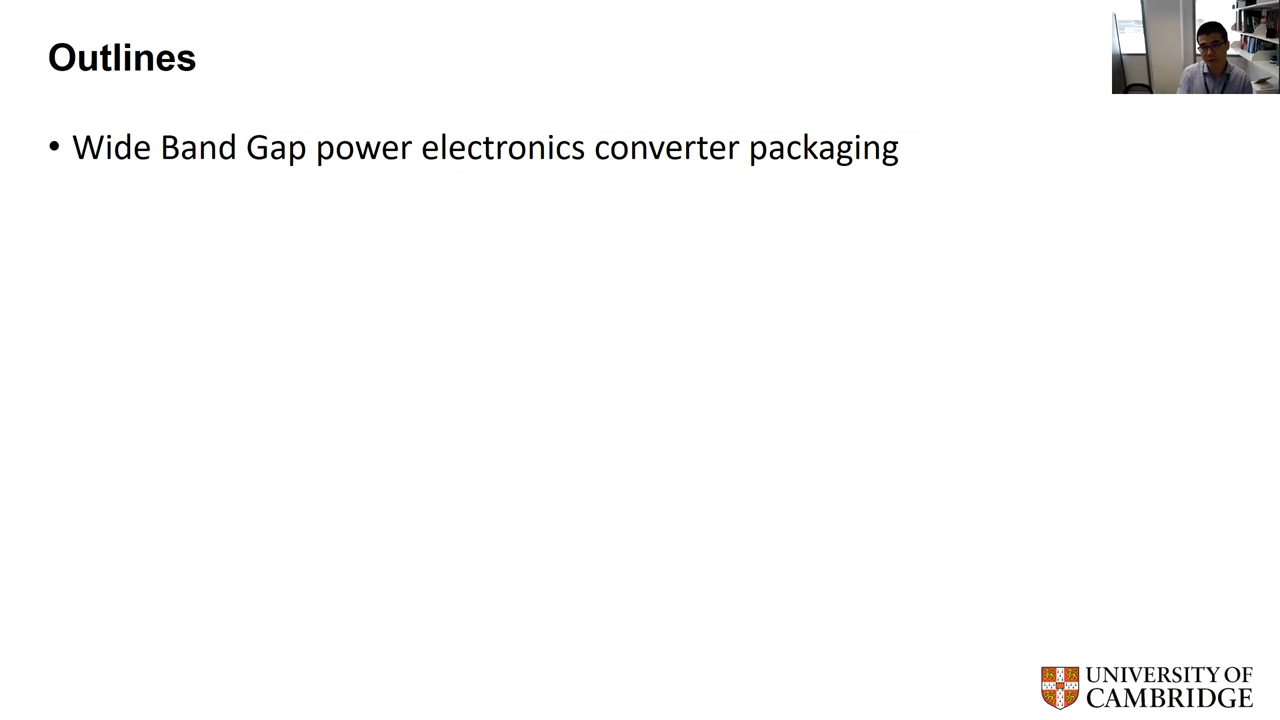 Outlines
• Wide Band Gap power electronics converter packaging
UNIVERSITY OF
CAMBRIDGE